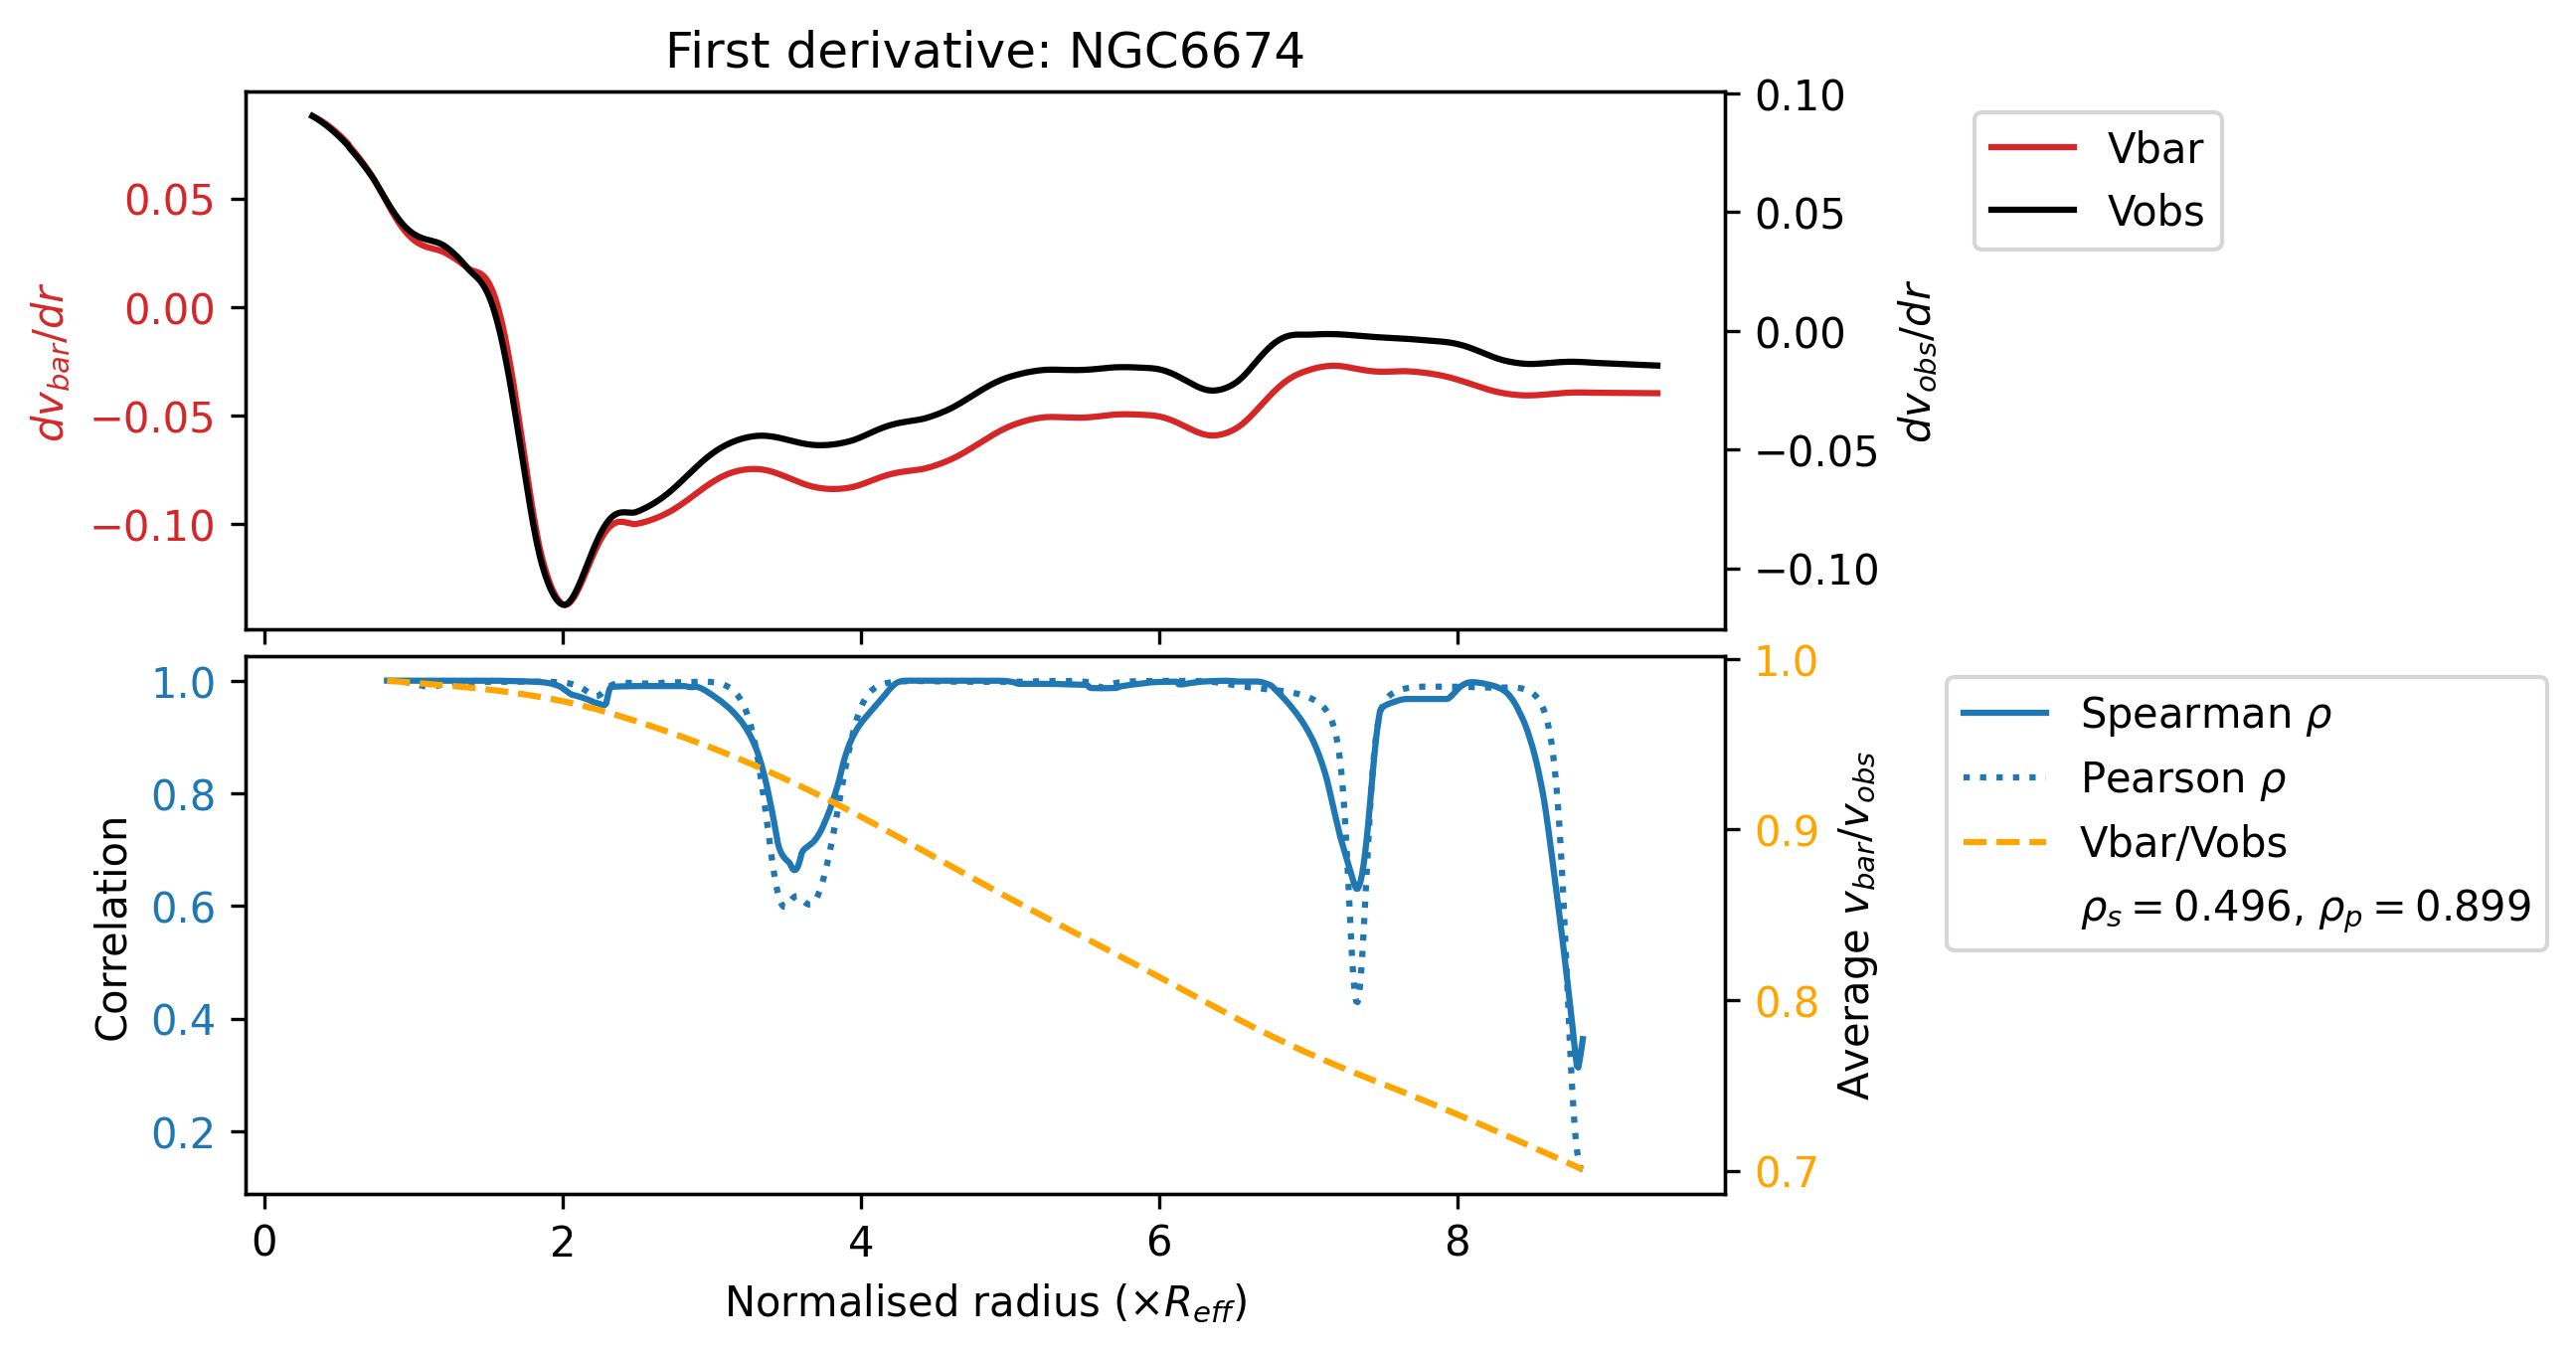 First derivative: NGC6674
0.05
0.00
−0.05
−0.10
dv_bar/dr
0.10
0.05
0.00
−0.05
−0.10
dv_obs/dr
Vbar
Vobs
1.0
0.8
0.6
0.4
0.2
Correlation
1.0
0.9
0.8
0.7
Average v_bar/v_obs
Spearman ρ
Pearson ρ
Vbar/Vobs
ρ_s = 0.496, ρ_p = 0.899
0 2 4 6 8
Normalised radius (×R_eff)